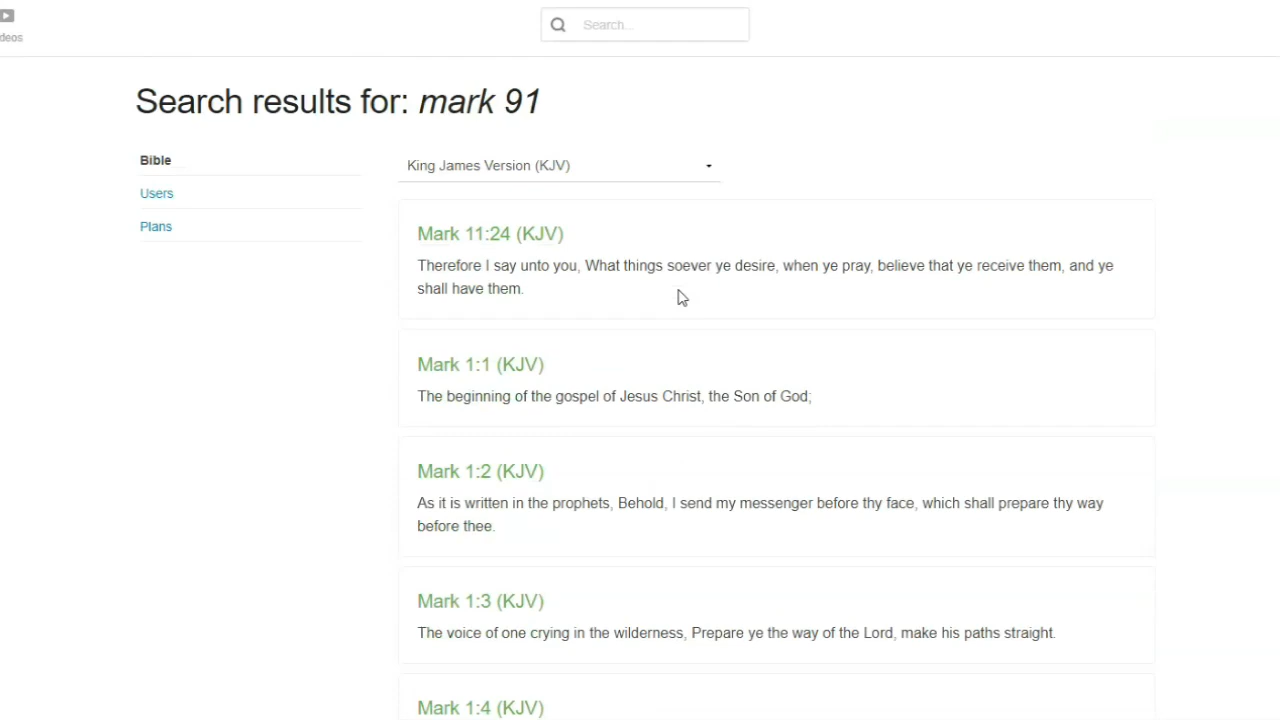 deos
Search...
Search results for: mark 91
Bible
Users
Plans
King James Version (KJV)
Mark 11:24 (KJV)
Therefore I say unto you, What things soever ye desire, when ye pray, believe that ye receive them, and ye
shall have them.
Mark 1:1 (KJV)
The beginning of the gospel of Jesus Christ, the Son of God;
Mark 1:2 (KJV)
As it is written in the prophets, Behold, I send my messenger before thy face, which shall prepare thy way
before thee.
Mark 1:3 (KJV)
The voice of one crying in the wilderness, Prepare ye the way of the Lord, make his paths straight.
Mark 1:4 (KJV)